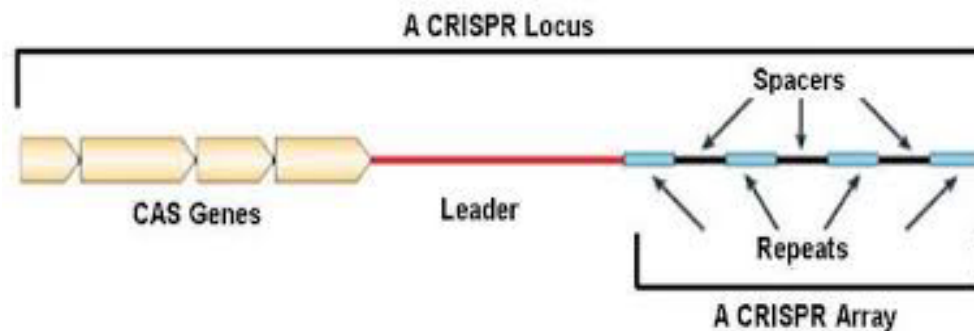 A CRISPR Locus
Spacers
CAS Genes
Leader
Repeats
A CRISPR Array